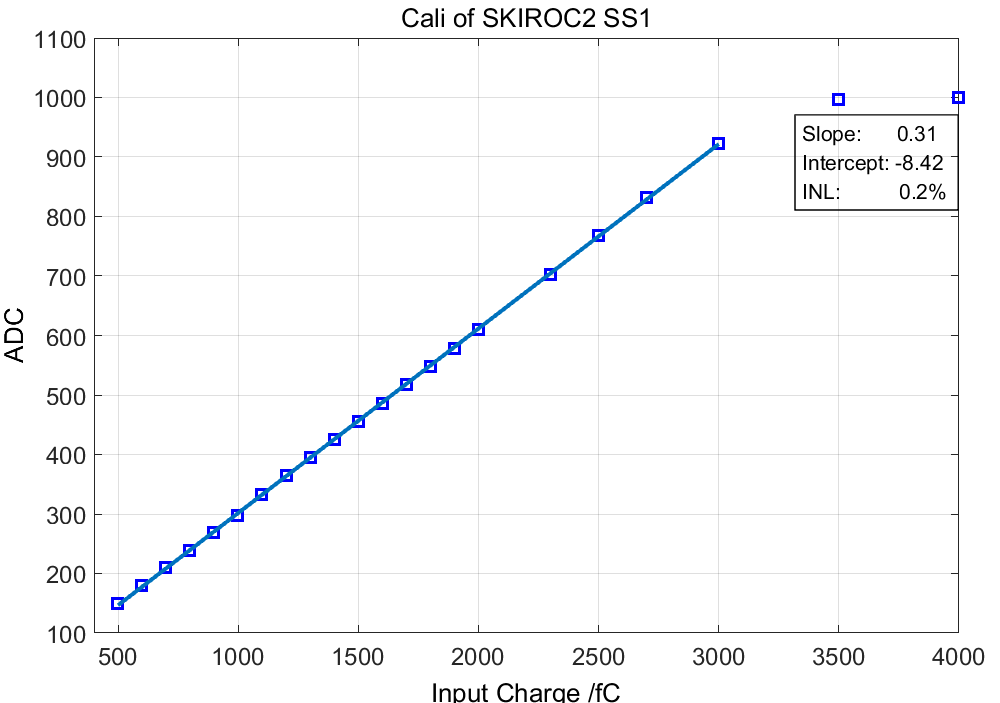 Cali of SKIROC2 SS1
1100
1000
900
800
700
600
500
400
300
200
100
ADC
Slope: 0.31
Intercept: -8.42
INL: 0.2%
500 1000 1500 2000 2500 3000 3500 4000
Input Charge /fC